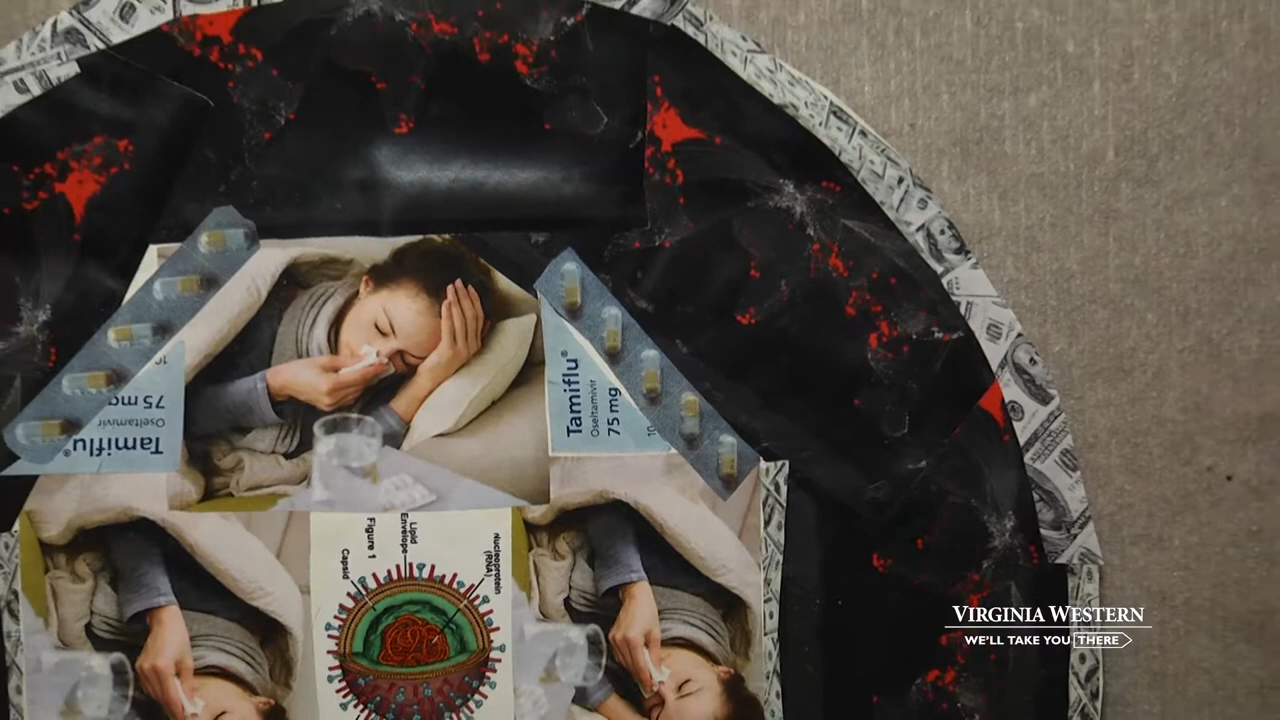 Tamiflu®
Oseltamivir
75 mg
10
Tamiflu®
Oseltamivir
75 mg
10
Figure 1
Lipid
Envelope
Capsid
Nucleoprotein
(RNA)
VIRGINIA WESTERN
WE'LL TAKE YOU THERE